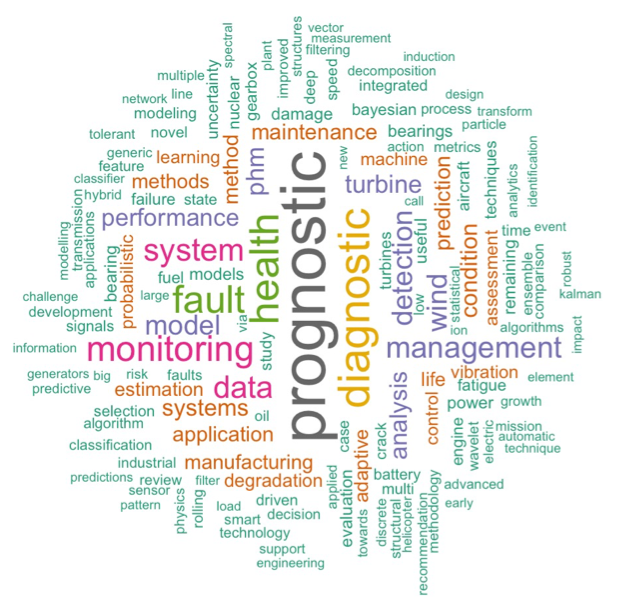 vector
measurement
filtering
induction
spectral
plant
improved
structures
deep
speed
decomposition
integrated
multiple
uncertainty
nuclear
gearbox
damage
design
network
line
modeling
bayesian
process
transform
particle
tolerant
novel
maintenance
bearings
action
metrics
generic
feature
learning
method
phm
new
machine
techniques
identification
classifier
methods
turbine
prediction
aircraft
analytics
hybrid
failure
state
call
transmission
modelling
applications
performance
health
prognostic
diagnostic
detection
useful
condition
time
event
bearing
probabilistic
system
turbines
wind
assessment
remaining
ensemble
comparison
robust
fuel
models
low
statistical
kalman
challenge
large
fault
development
signals
model
via
ion
algorithms
impact
information
monitoring
study
management
generators
big
risk
faults
data
life
vibration
element
predictive
estimation
fatigue
selection
systems
oil
analysis
control
power
growth
algorithm
application
case
crack
engine
wavelet
electric
mission
automatic
technique
classification
adaptive
industrial
manufacturing
predictions
review
filter
degradation
applied
evaluation
battery
multi
advanced
sensor
pattern
physics
rolling
load
driven
smart
decision
technology
towards
discrete
structural
helicopter
recommendation
methodology
early
support
engineering